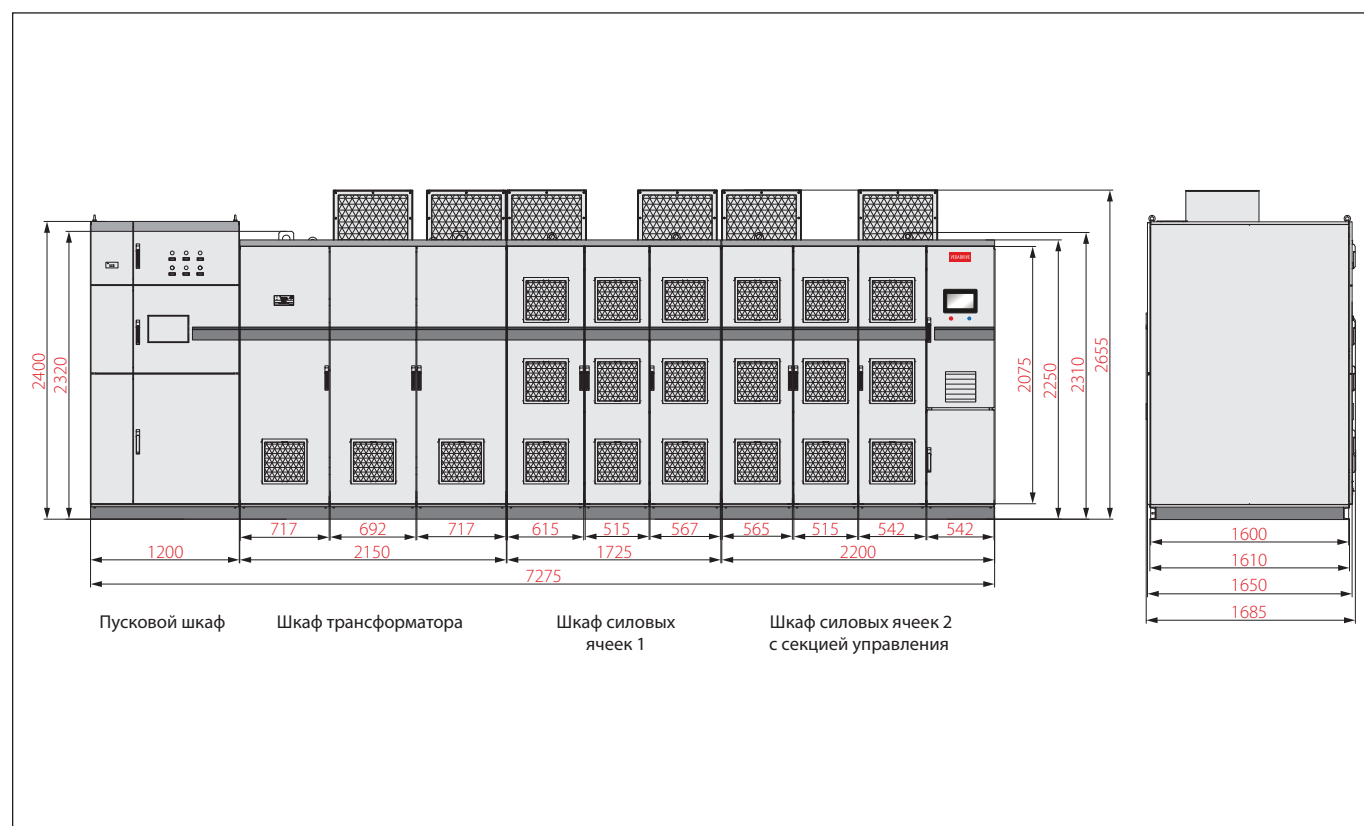 2400
2320
2075
2250
2310
2655
717 692 717 615 515 567 565 515 542 542
1200 2150 1725 2200
7275
1600
1610
1650
1685
Пусковой шкаф
Шкаф трансформатора
Шкаф силовых
ячеек 1
Шкаф силовых ячеек 2
с секцией управления